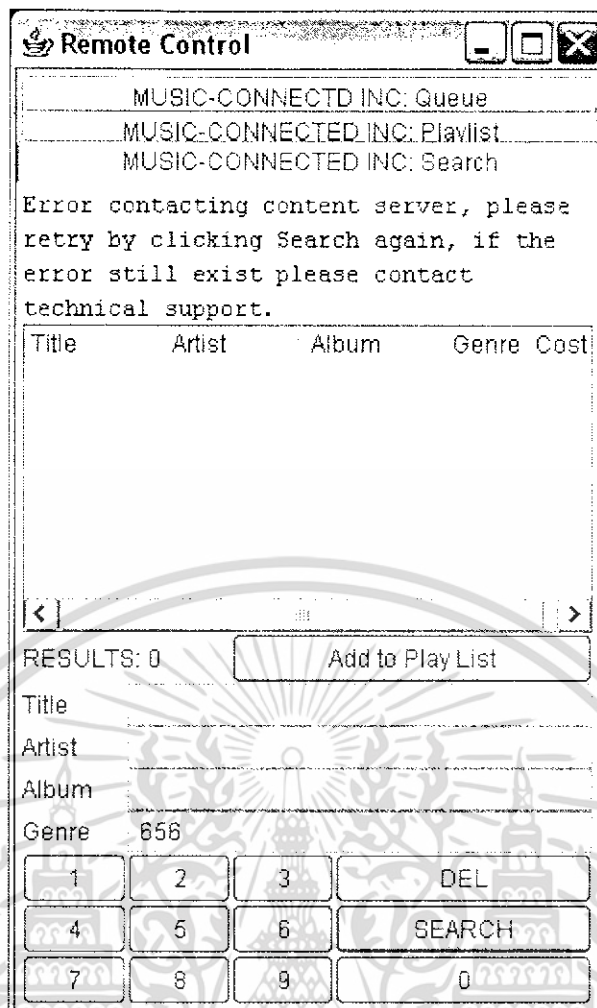 Remote Control
MUSIC-CONNECTD INC: Queue
MUSIC-CONNECTED INC: Playlist
MUSIC-CONNECTED INC: Search
Error contacting content server, please
retry by clicking Search again, if the
error still exist please contact
technical support.
Title Artist Album Genre Cost
RESULTS: 0 Add to Play List
Title
Artist
Album
Genre 656
1 2 3 DEL
4 5 6 SEARCH
7 8 9 0